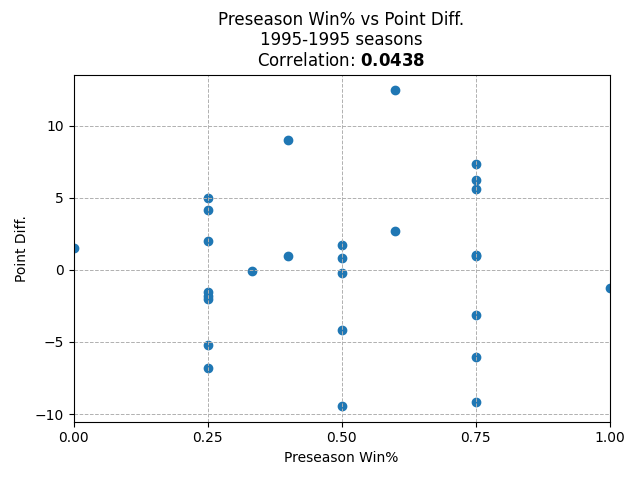 Preseason Win% vs Point Diff.
1995-1995 seasons
Correlation: 0.0438
Point Diff.
10
5
0
−5
−10
0.00 0.25 0.50 0.75 1.00
Preseason Win%